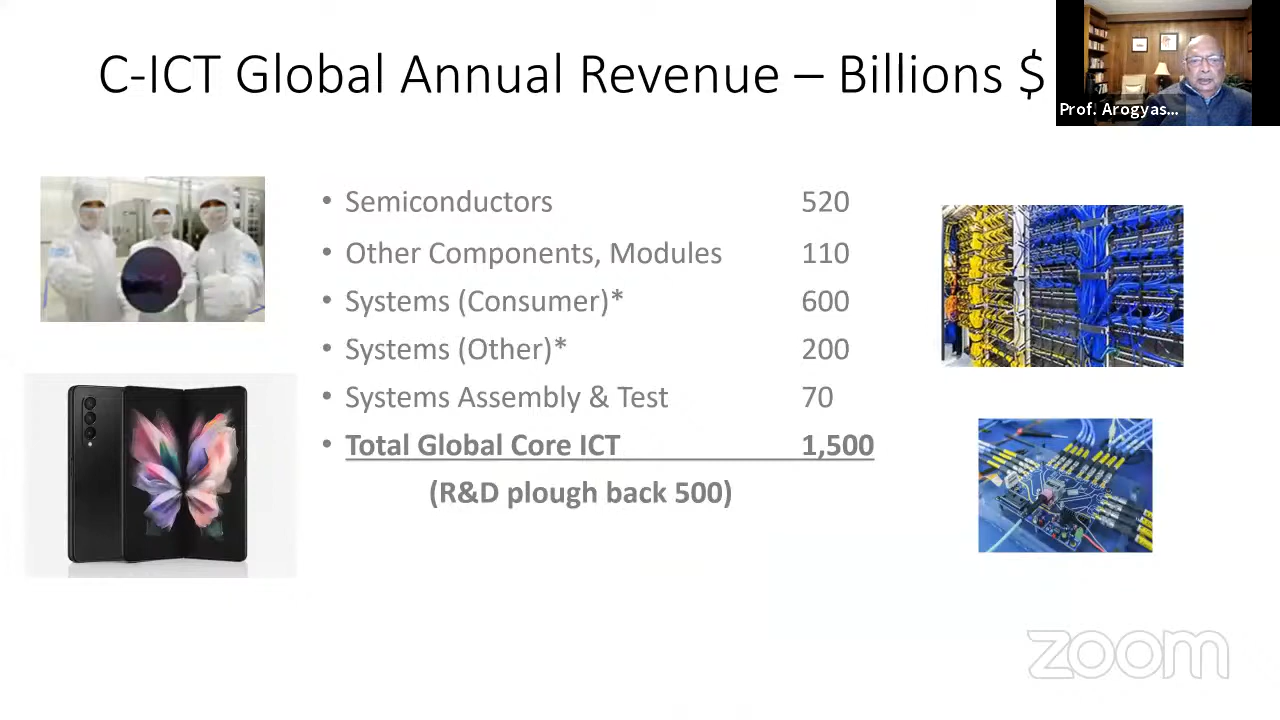 C-ICT Global Annual Revenue – Billions $
Prof. Arogyas...
• Semiconductors 520
• Other Components, Modules 110
• Systems (Consumer)* 600
• Systems (Other)* 200
• Systems Assembly & Test 70
• Total Global Core ICT 1,500
(R&D plough back 500)
zoom